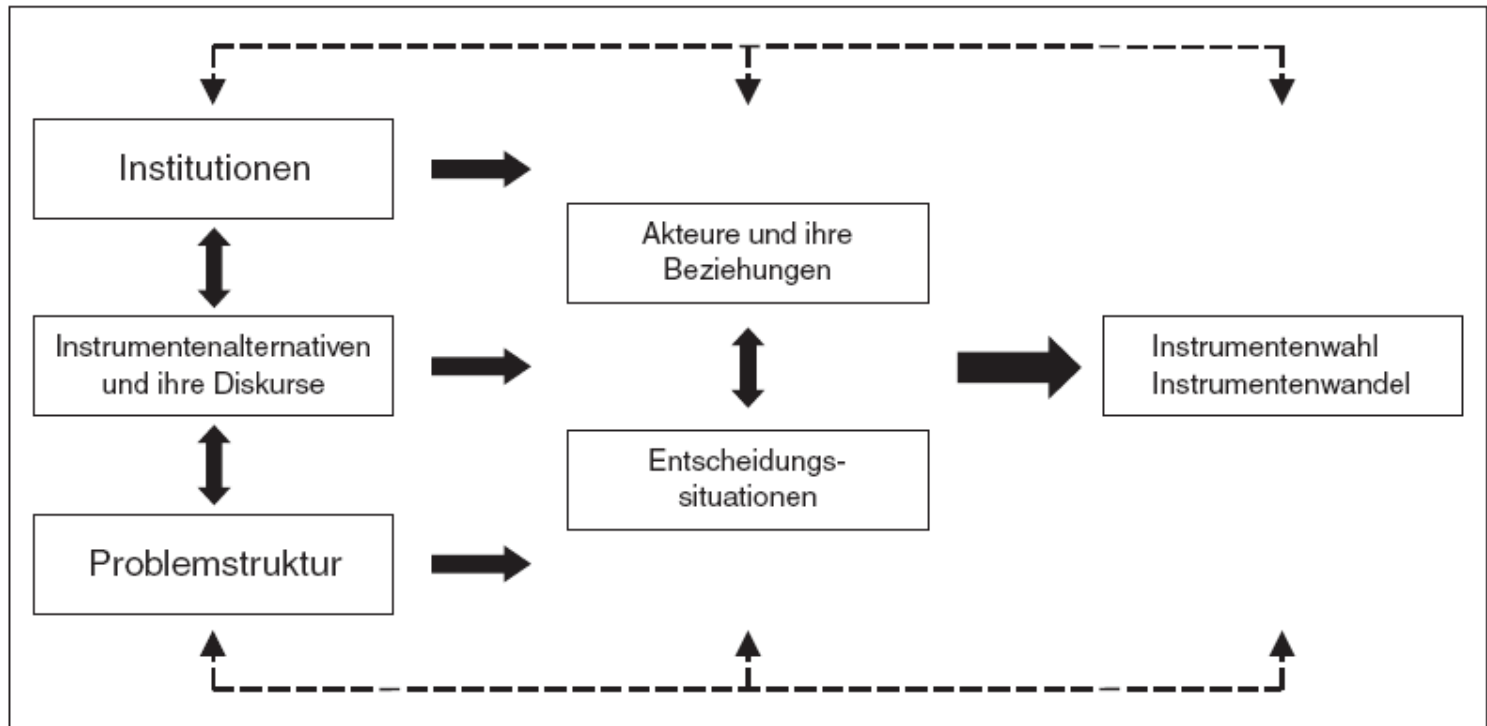 Institutionen
Akteure und ihre
Beziehungen
Instrumentenalternativen
und ihre Diskurse
Instrumentenwahl
Instrumentenwandel
Entscheidungs-
situationen
Problemstruktur